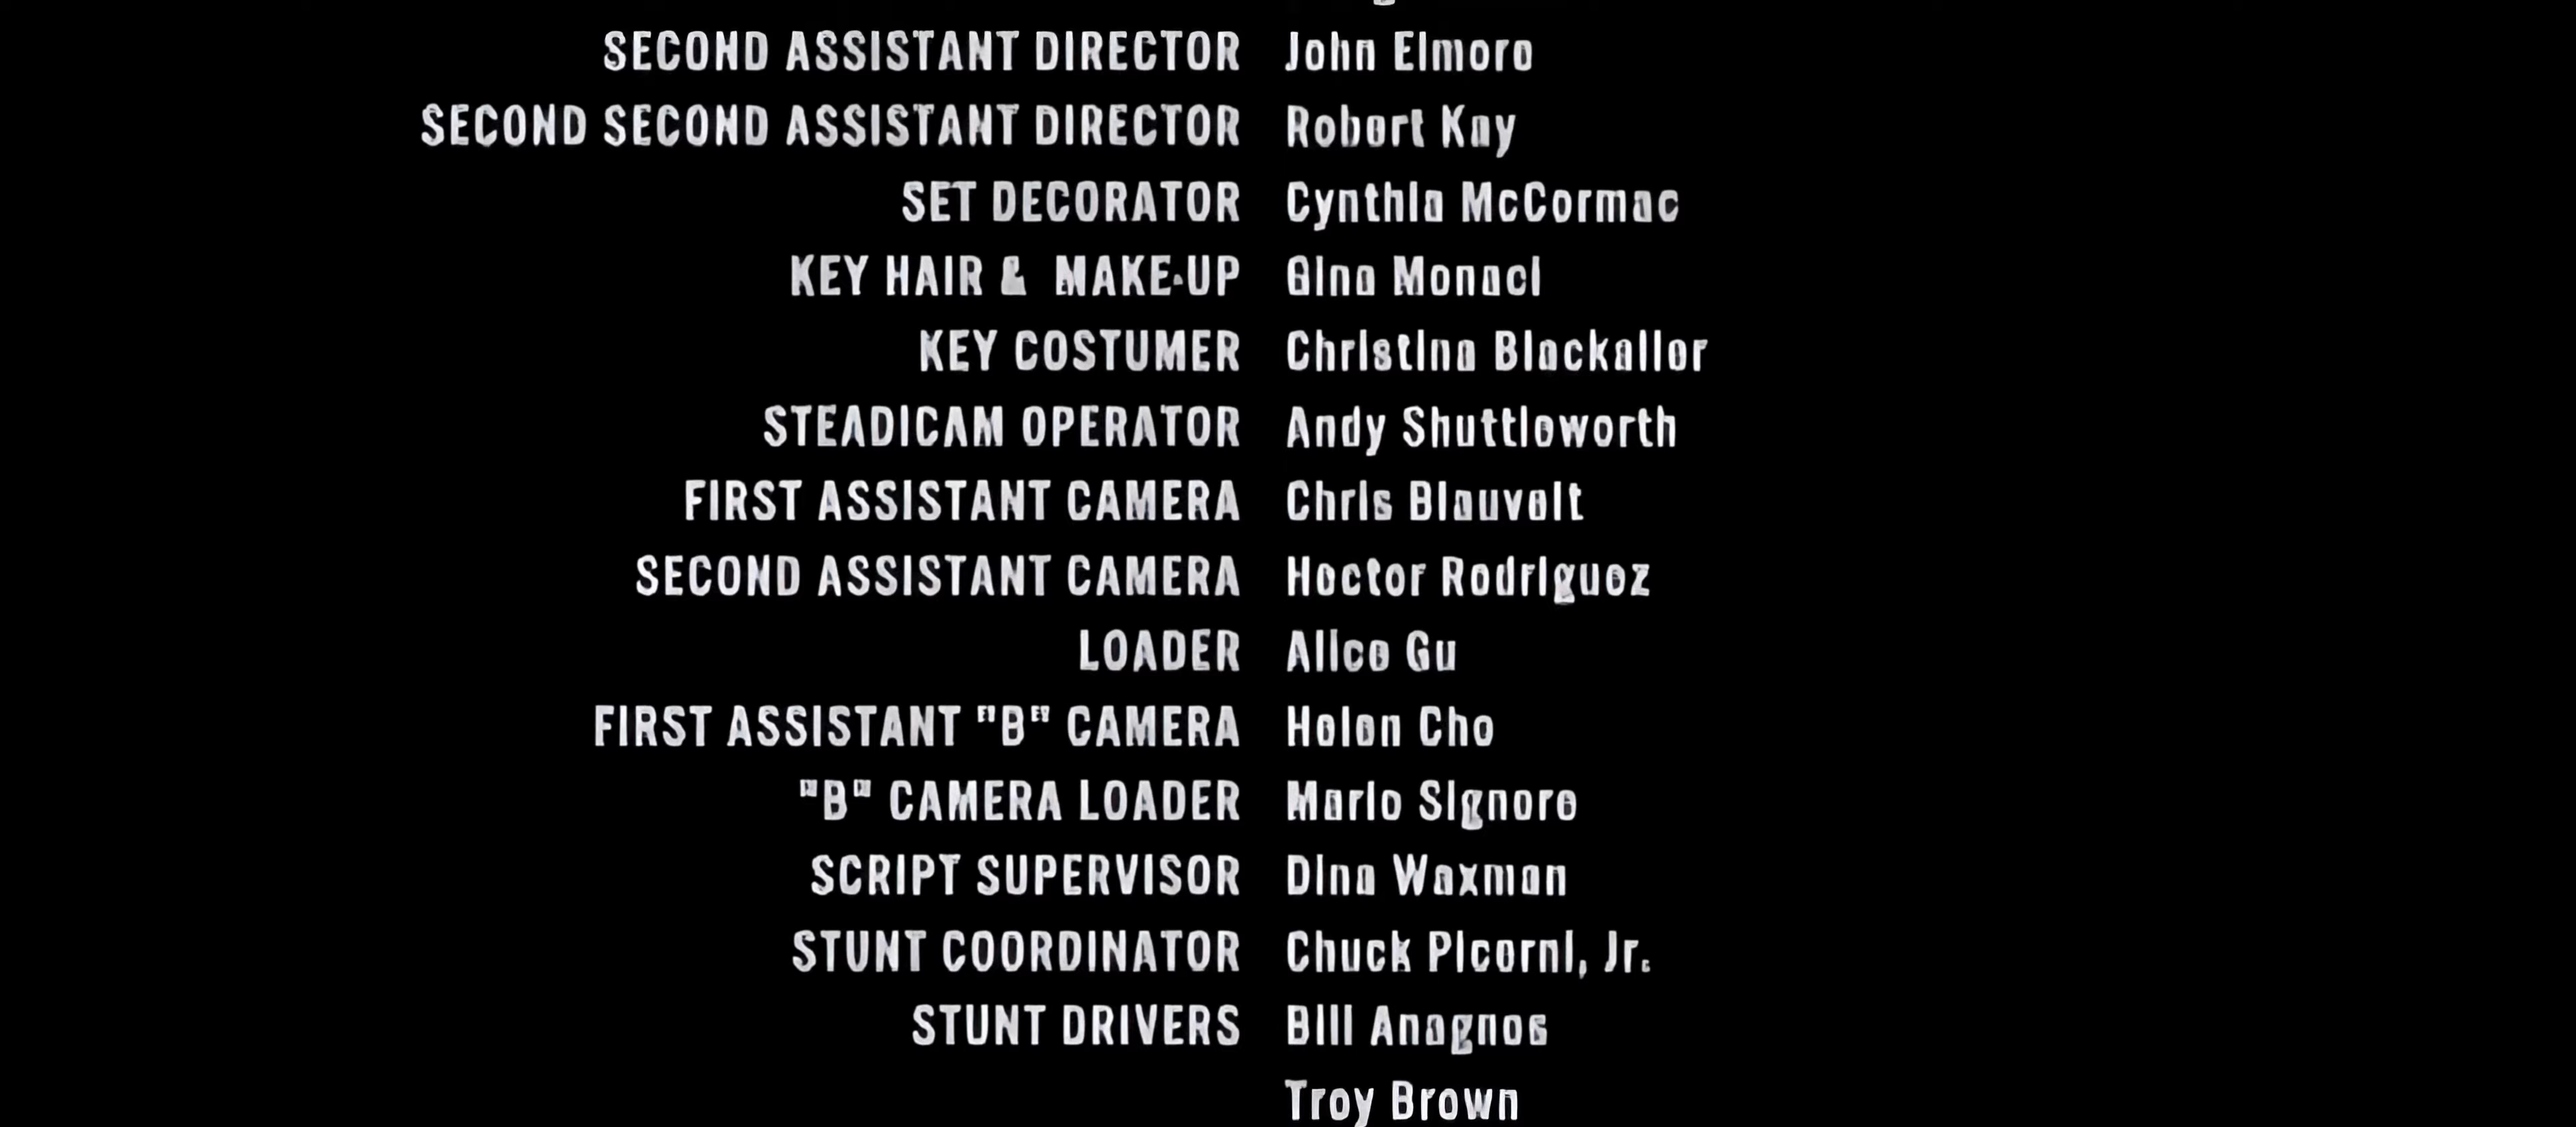 SECOND ASSISTANT DIRECTOR John Elmore
SECOND SECOND ASSISTANT DIRECTOR Robert Kay
SET DECORATOR Cynthia McCormac
KEY HAIR & MAKE-UP Gina Monaci
KEY COSTUMER Christina Blackaller
STEADICAM OPERATOR Andy Shuttleworth
FIRST ASSISTANT CAMERA Chris Blauvelt
SECOND ASSISTANT CAMERA Hector Rodriguez
LOADER Alice Gu
FIRST ASSISTANT "B" CAMERA Helen Cho
"B" CAMERA LOADER Mario Signore
SCRIPT SUPERVISOR Dina Waxman
STUNT COORDINATOR Chuck Picerni, Jr.
STUNT DRIVERS Bill Anagnos
Troy Brown